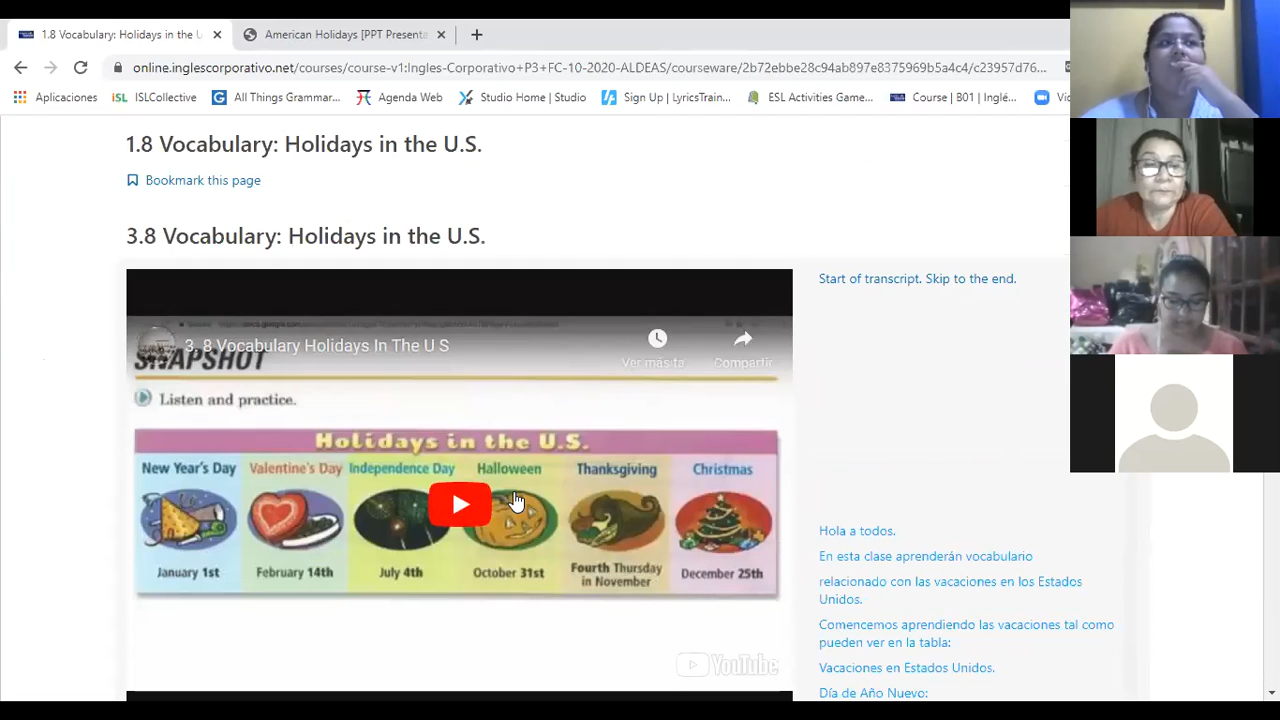 1.8 Vocabulary: Holidays in the U
American Holidays [PPT Presenta
online.inglescorporativo.net/courses/course-v1:Ingles-Corporativo+P3+FC-10-2020-ALDEAS/courseware/2b72ebbe28c94ab897e8375969b5a4c4/c23957d76...
Aplicaciones ISLCollective All Things Grammar... Agenda Web Studio Home | Studio Sign Up | LyricsTrain... ESL Activities Game... Course | B01 | Inglé...
1.8 Vocabulary: Holidays in the U.S.
Bookmark this page
3.8 Vocabulary: Holidays in the U.S.
Start of transcript. Skip to the end.
3. 8 Vocabulary Holidays In The U S
SNAPSHOT
Ver más ta Compartir
Listen and practice.
Holidays in the U.S.
New Year's Day Valentine's Day Independence Day Halloween Thanksgiving Christmas
January 1st February 14th July 4th October 31st Fourth Thursday in November December 25th
YouTube
Hola a todos.
En esta clase aprenderán vocabulario
relacionado con las vacaciones en los Estados
Unidos.
Comencemos aprendiendo las vacaciones tal como
pueden ver en la tabla:
Vacaciones en Estados Unidos.
Día de Año Nuevo: